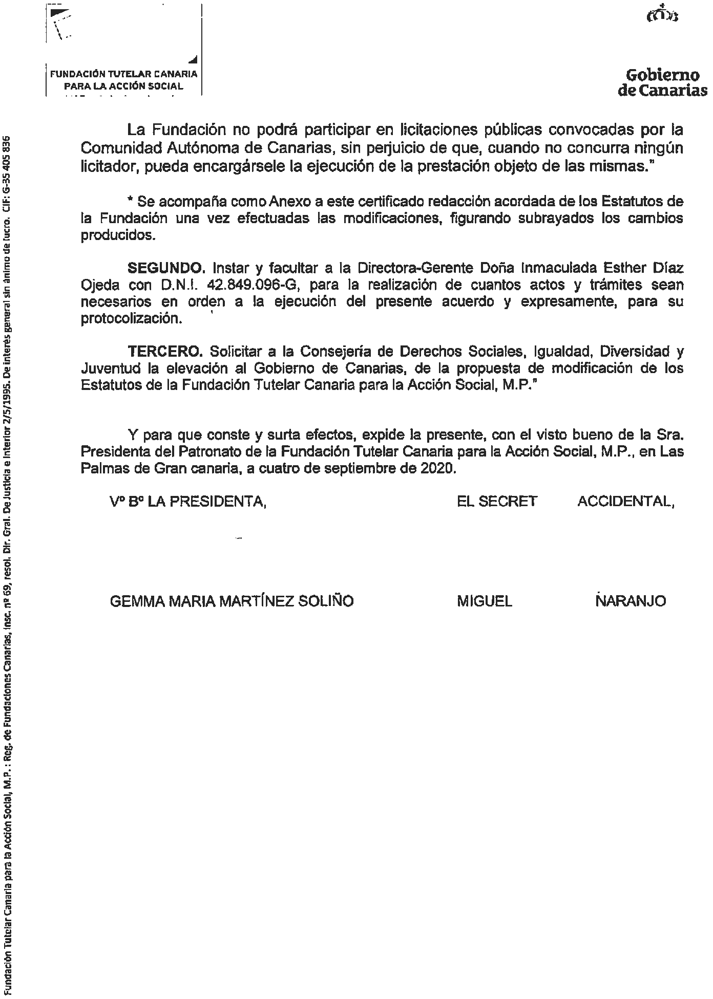 FUNDACIÓN TUTELAR CANARIA
PARA LA ACCIÓN SOCIAL
Gobierno
de Canarias
La Fundación no podrá participar en licitaciones públicas convocadas por la
Comunidad Autónoma de Canarias, sin perjuicio de que, cuando no concurra ningún
licitador, pueda encargársele la ejecución de la prestación objeto de las mismas."
* Se acompaña como Anexo a este certificado redacción acordada de los Estatutos de
la Fundación una vez efectuadas las modificaciones, figurando subrayados los cambios
producidos.
SEGUNDO. Instar y facultar a la Directora-Gerente Doña Inmaculada Esther Díaz
Ojeda con D.N.I. 42.849.096-G, para la realización de cuantos actos y trámites sean
necesarios en orden a la ejecución del presente acuerdo y expresamente, para su
protocolización.
TERCERO. Solicitar a la Consejería de Derechos Sociales, Igualdad, Diversidad y
Juventud la elevación al Gobierno de Canarias, de la propuesta de modificación de los
Estatutos de la Fundación Tutelar Canaria para la Acción Social, M.P."
Y para que conste y surta efectos, expide la presente, con el visto bueno de la Sra.
Presidenta del Patronato de la Fundación Tutelar Canaria para la Acción Social, M.P., en Las
Palmas de Gran canaria, a cuatro de septiembre de 2020.
Vº Bº LA PRESIDENTA, EL SECRET ACCIDENTAL,
GEMMA MARIA MARTÍNEZ SOLIÑO MIGUEL NARANJO
Fundación Tutelar Canaria para la Acción Social, M.P. : Reg. de Fundaciones Canarias, insc. nº 69, resol. Dir. Gral. De Justicia e Interior 2/5/1995. De interés general sin ánimo de lucro. CIF: G-35 405 836